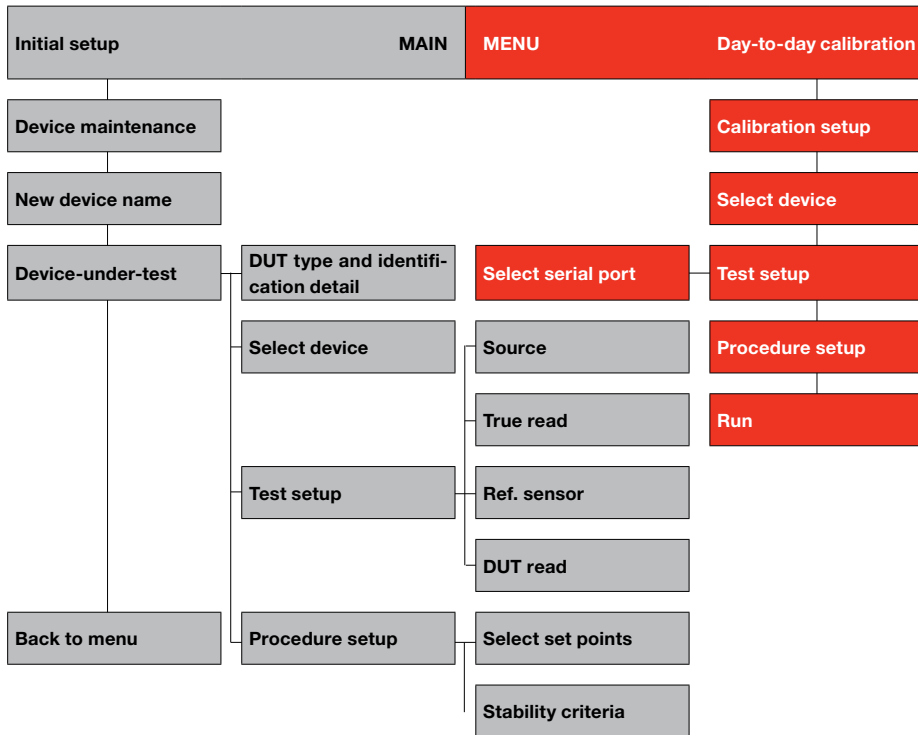 Initial setup MAIN MENU Day-to-day calibration
Device maintenance Calibration setup
New device name Select device
Device-under-test DUT type and identifi-
cation detail Select serial port Test setup
Select device Source Procedure setup
True read Run
Test setup Ref. sensor
DUT read
Back to menu Procedure setup Select set points
Stability criteria